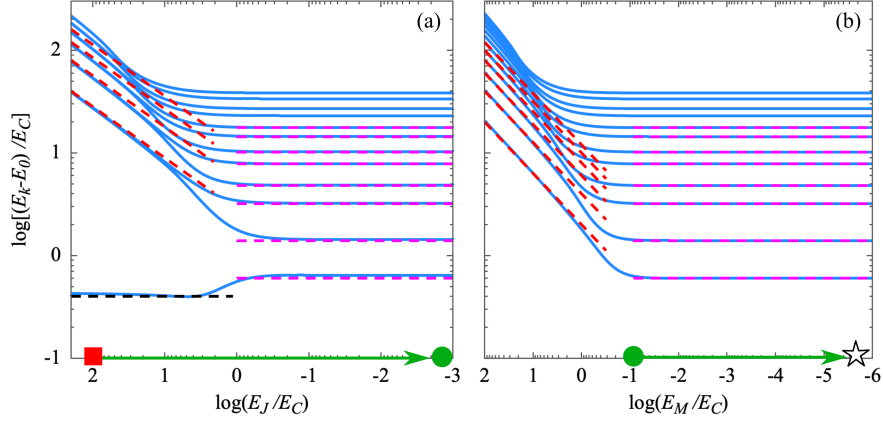 (a)
(b)
log[(E_k-E_0)/E_C]
2
1
0
-1
2 1 0 -1 -2 -3
2 1 0 -1 -2 -3 -4 -5 -6
log(E_J/E_C)
log(E_M/E_C)